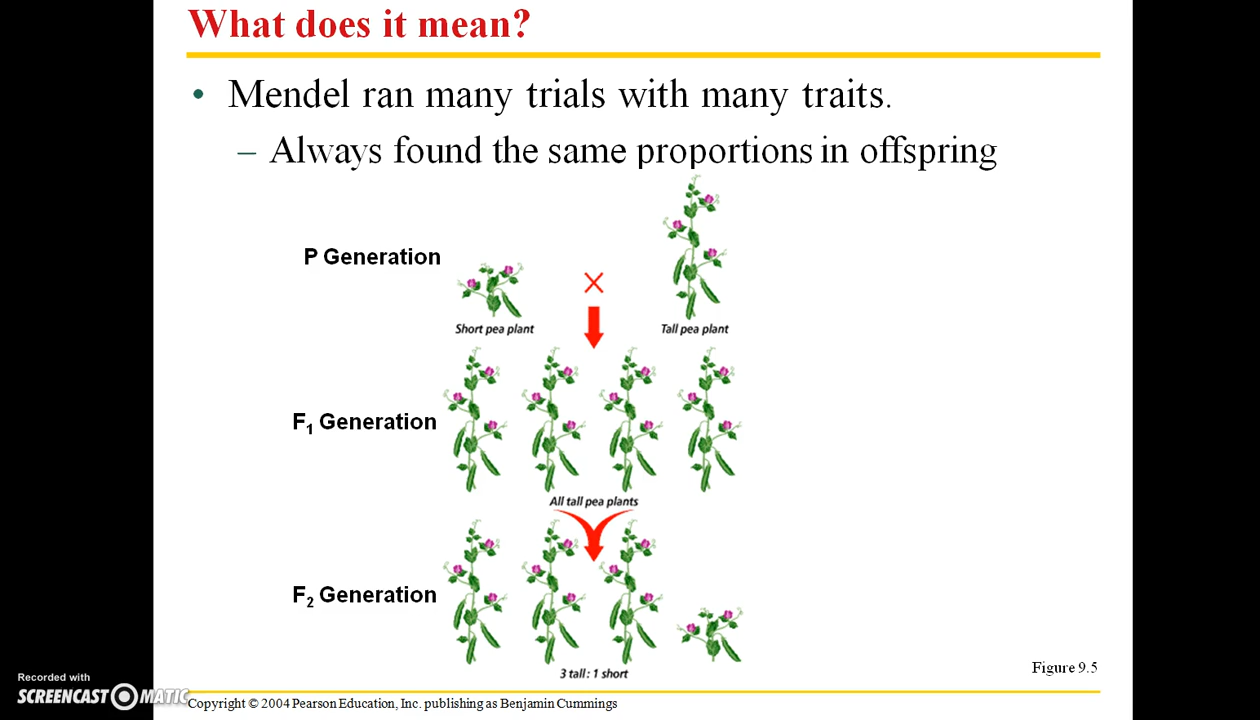 What does it mean?
• Mendel ran many trials with many traits.
– Always found the same proportions in offspring
P Generation
Short pea plant
Tall pea plant
F1 Generation
All tall pea plants
F2 Generation
3 tall: 1 short
Figure 9.5
Recorded with
SCREENCAST MATIC
Copyright © 2004 Pearson Education, Inc. publishing as Benjamin Cummings